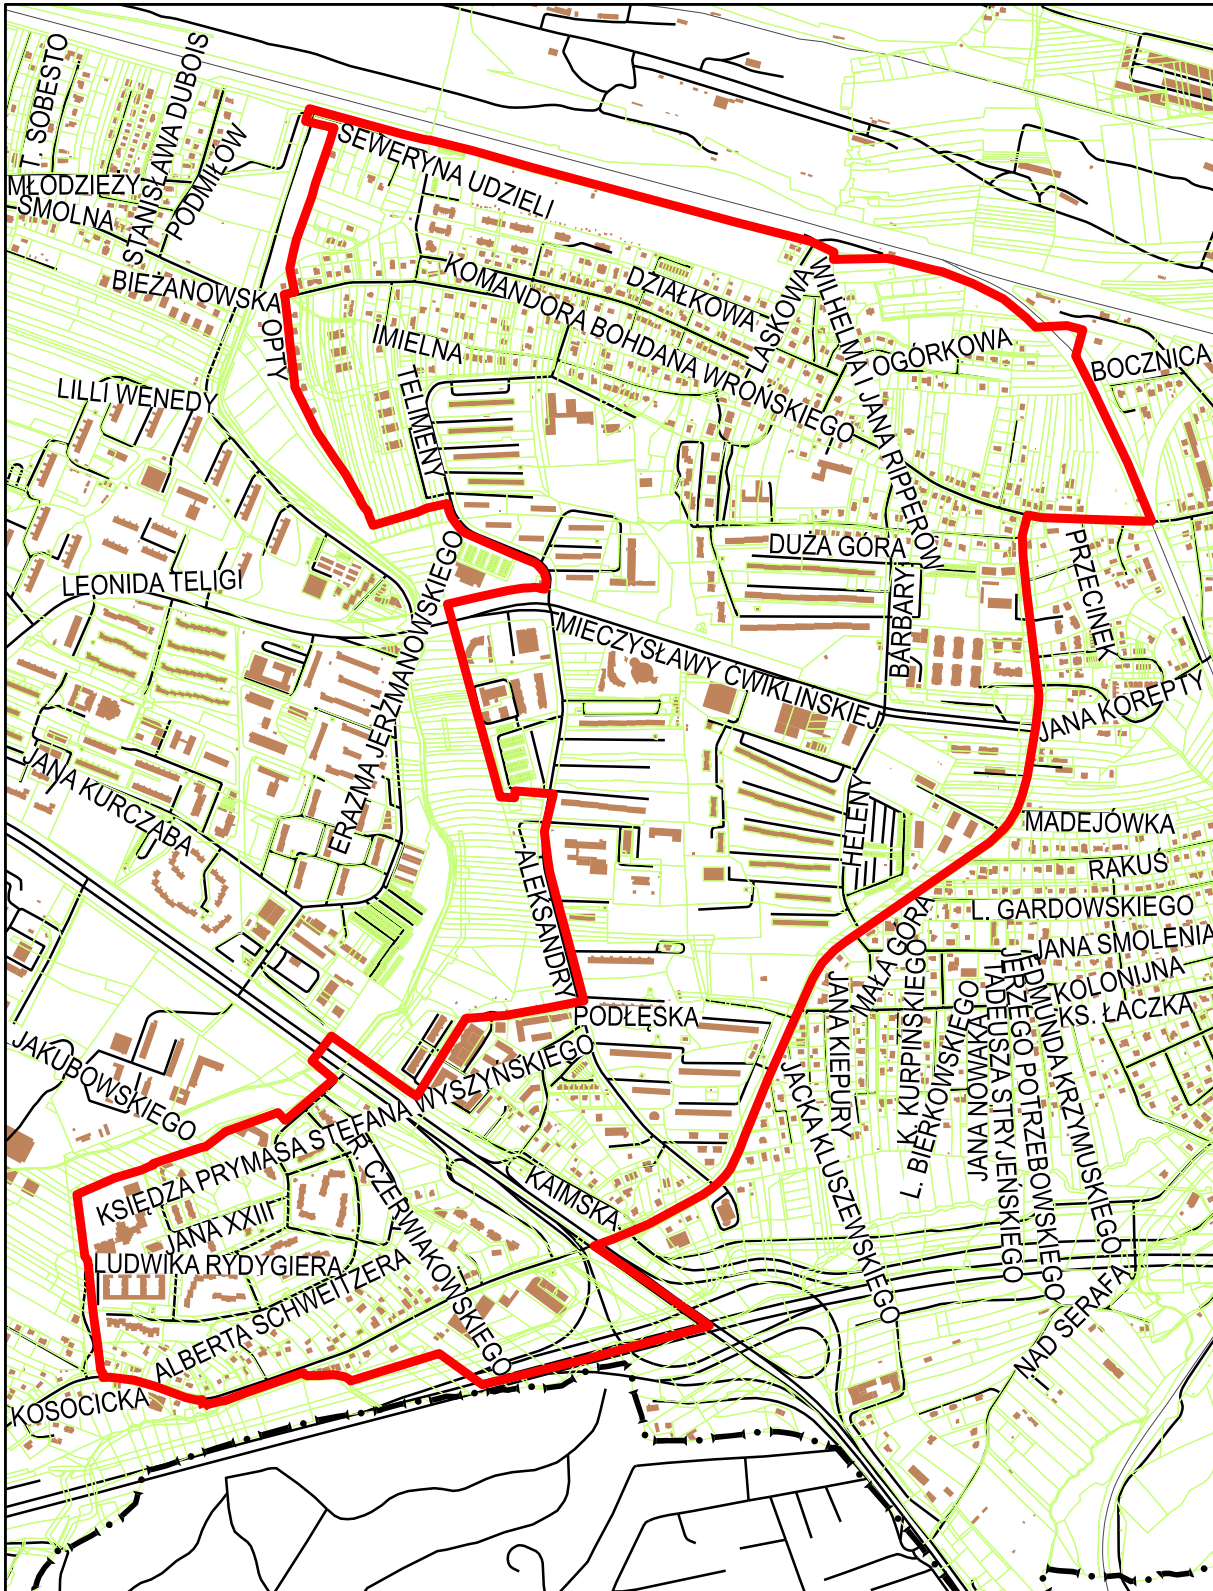 T. SOBESTO
STANISŁAWA DUBOIS
PODMIŁÓW
MŁODZIEŻY
SMOLNA
BIEŻANOWSKA
OPTY
SEWERYNA UDZIELI
KOMANDORA BOHDANA WROŃSKIEGO
DZIAŁKOWA
LASKOWA
WILHELMA I JANA RIPPERÓW
OGÓRKOWA
BOCZNICA
IMIELNA
TELIMENY
LILLI WENEDY
DUŻA GÓRA
PRZECINEK
BARBARY
LEONIDA TELIGI
ERAZMA JERZMANOWSKIEGO
MIECZYSŁAWY ĆWIKLIŃSKIEJ
JANA KOREPTY
JANA KURCZABA
HELENY
MADEJÓWKA
RAKUŚ
L. GARDOWSKIEGO
JANA SMOLENIA
KOLONIJNA
KS. ŁACZKA
ALEKSANDRY
MAŁA GÓRA
K. KURPIŃSKIEGO
L. BIERKOWSKIEGO
JANA KIEPURY
JANOWIAKA
JANA
TADEUSZA STRYJEŃSKIEGO
JERZEGO POTRZEBOWSKIEGO
EDMUNDA KRZYMUSKIEGO
PODŁĘSKA
JACKA KLUSZEWSKIEGO
JAKUBOWSKIEGO
KSIĘDZA PRYMASA STEFANA WYSZYŃSKIEGO
R. CZERWIAKOWSKIEGO
KAIMSKA
JANA XXIII
LUDWIKA RYDYGIERA
ALBERTA SCHWEITZERA
NAD SERAFĄ
KOSOCICKA